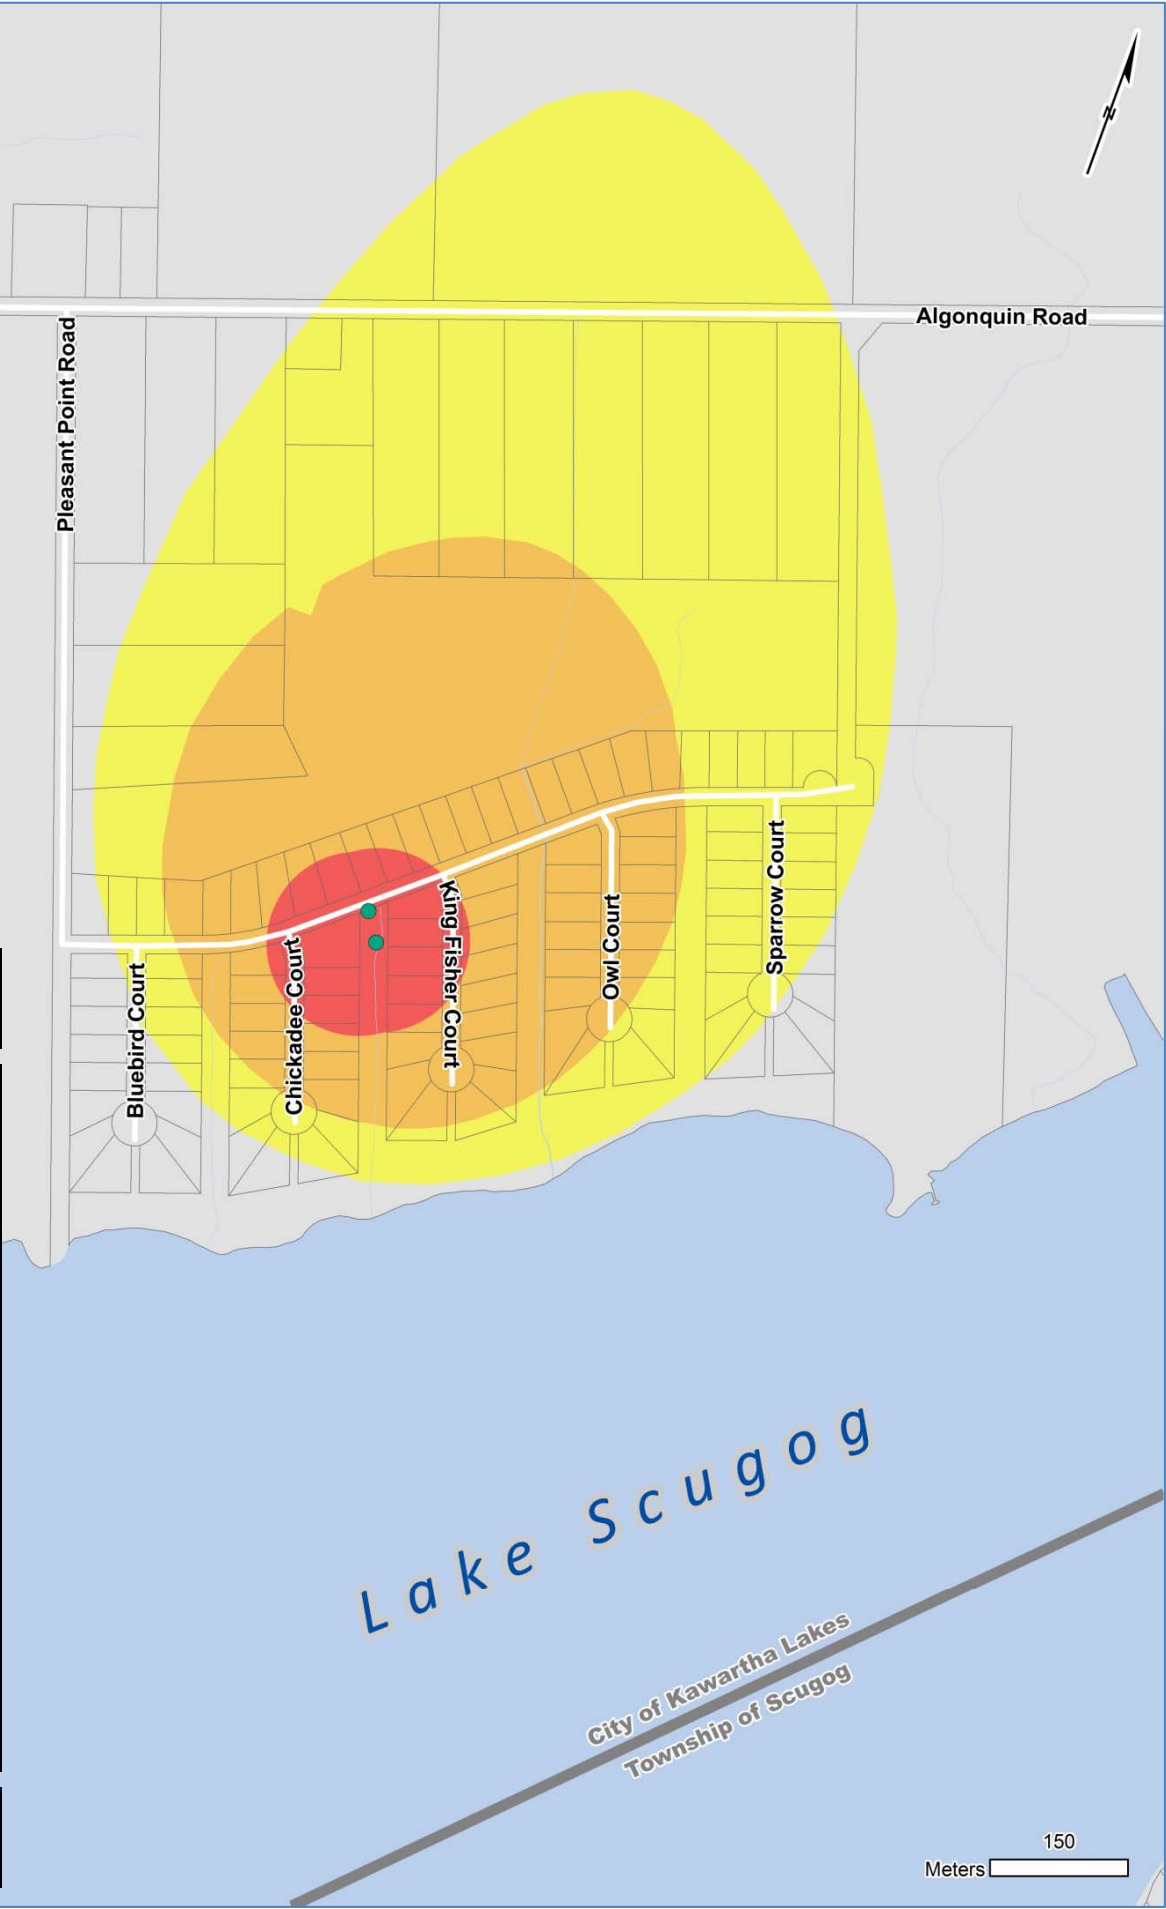 N
Algonquin Road
Pleasant Point Road
Sparrow Court
King Fisher Court
Owl Court
Chickadee Court
Bluebird Court
Lake Scugog
City of Kawartha Lakes
Township of Scugog
150
Meters